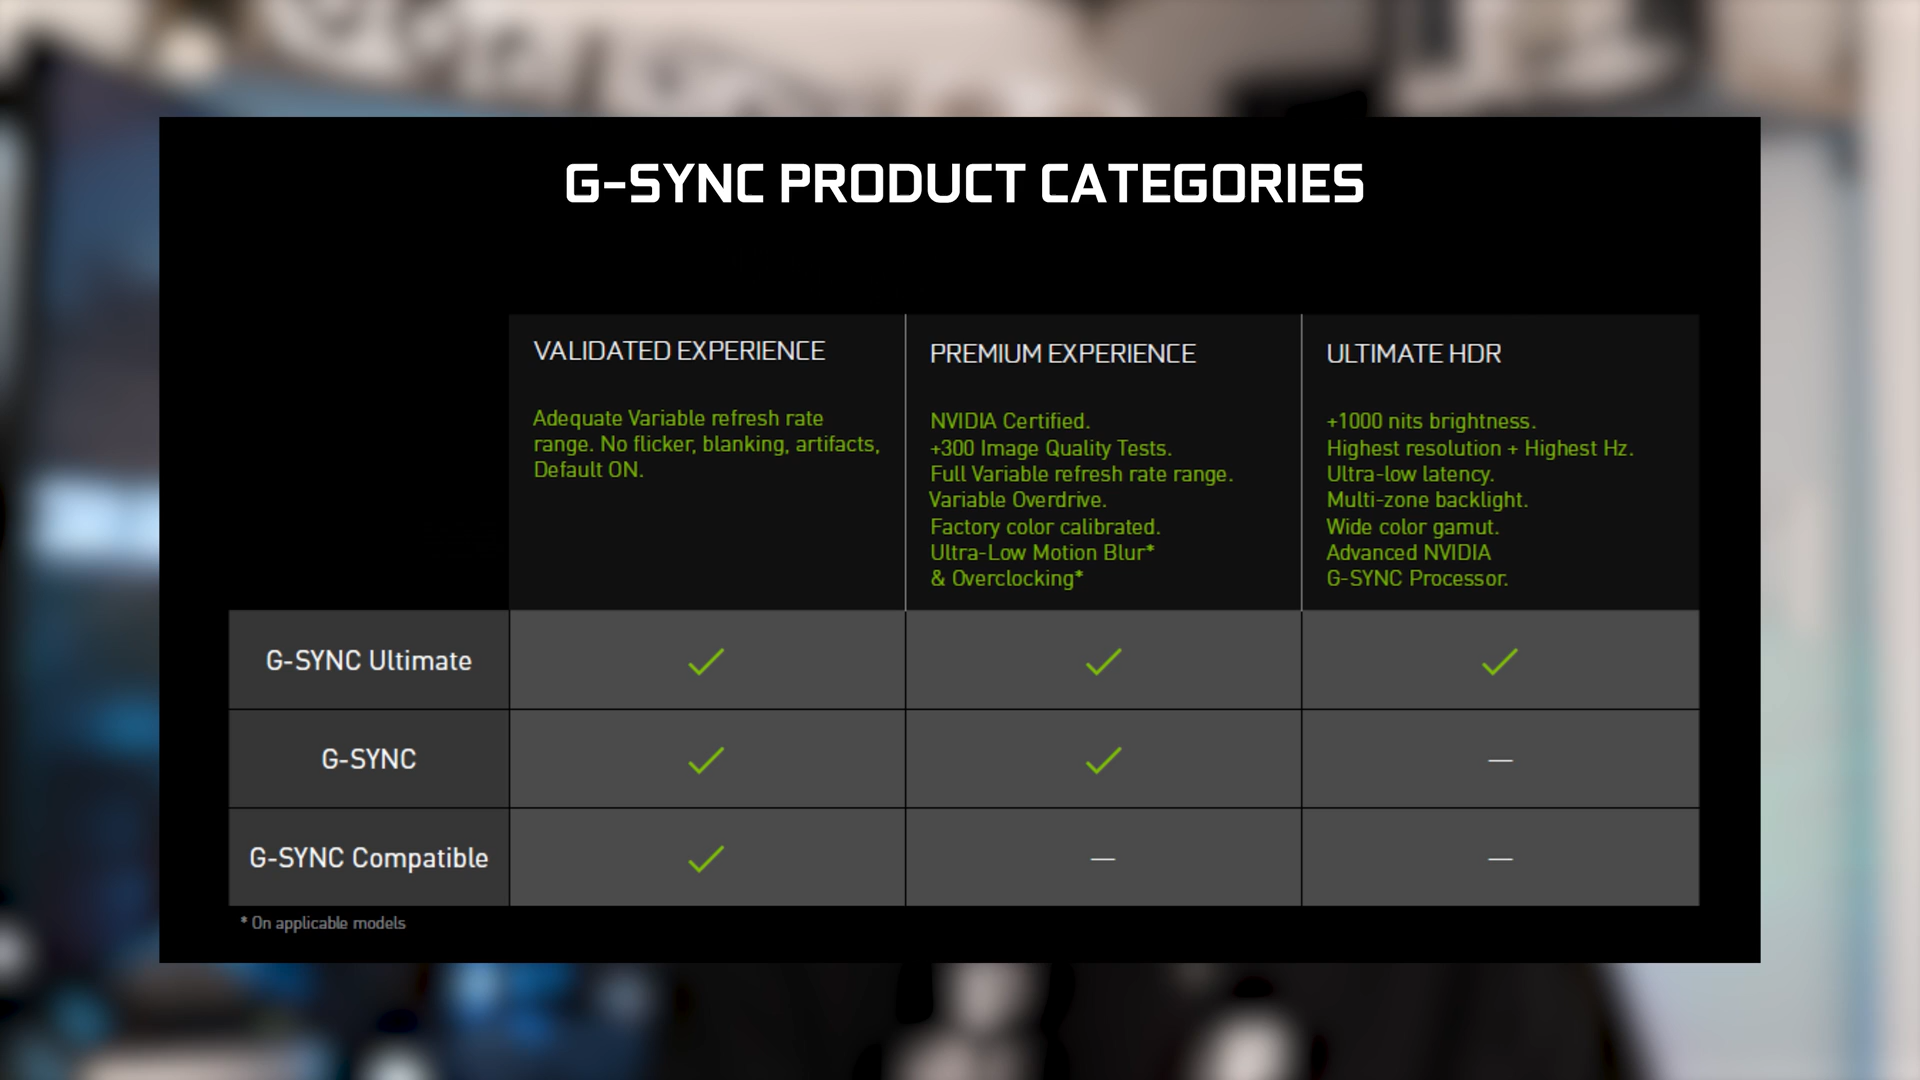 G-SYNC PRODUCT CATEGORIES
VALIDATED EXPERIENCE
Adequate Variable refresh rate
range. No flicker, blanking, artifacts,
Default ON.
PREMIUM EXPERIENCE
NVIDIA Certified.
+300 Image Quality Tests.
Full Variable refresh rate range.
Variable Overdrive.
Factory color calibrated.
Ultra-Low Motion Blur*
& Overclocking*
ULTIMATE HDR
+1000 nits brightness.
Highest resolution + Highest Hz.
Ultra-low latency.
Multi-zone backlight.
Wide color gamut.
Advanced NVIDIA
G-SYNC Processor.
G-SYNC Ultimate
G-SYNC
G-SYNC Compatible
* On applicable models